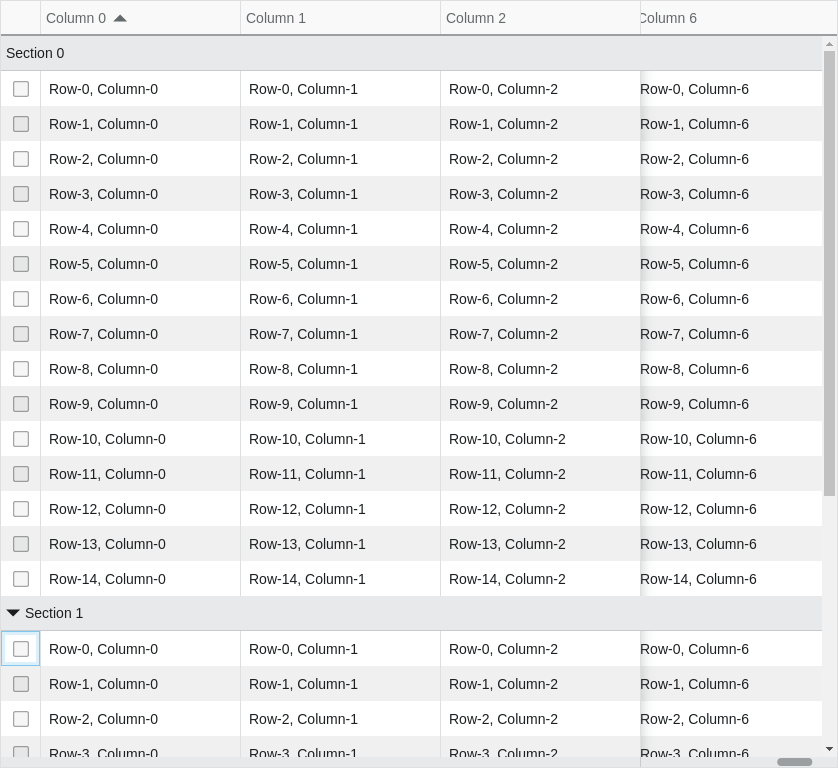 Column 0 Column 1 Column 2 Column 6
Section 0
Row-0, Column-0 Row-0, Column-1 Row-0, Column-2 Row-0, Column-6
Row-1, Column-0 Row-1, Column-1 Row-1, Column-2 Row-1, Column-6
Row-2, Column-0 Row-2, Column-1 Row-2, Column-2 Row-2, Column-6
Row-3, Column-0 Row-3, Column-1 Row-3, Column-2 Row-3, Column-6
Row-4, Column-0 Row-4, Column-1 Row-4, Column-2 Row-4, Column-6
Row-5, Column-0 Row-5, Column-1 Row-5, Column-2 Row-5, Column-6
Row-6, Column-0 Row-6, Column-1 Row-6, Column-2 Row-6, Column-6
Row-7, Column-0 Row-7, Column-1 Row-7, Column-2 Row-7, Column-6
Row-8, Column-0 Row-8, Column-1 Row-8, Column-2 Row-8, Column-6
Row-9, Column-0 Row-9, Column-1 Row-9, Column-2 Row-9, Column-6
Row-10, Column-0 Row-10, Column-1 Row-10, Column-2 Row-10, Column-6
Row-11, Column-0 Row-11, Column-1 Row-11, Column-2 Row-11, Column-6
Row-12, Column-0 Row-12, Column-1 Row-12, Column-2 Row-12, Column-6
Row-13, Column-0 Row-13, Column-1 Row-13, Column-2 Row-13, Column-6
Row-14, Column-0 Row-14, Column-1 Row-14, Column-2 Row-14, Column-6
Section 1
Row-0, Column-0 Row-0, Column-1 Row-0, Column-2 Row-0, Column-6
Row-1, Column-0 Row-1, Column-1 Row-1, Column-2 Row-1, Column-6
Row-2, Column-0 Row-2, Column-1 Row-2, Column-2 Row-2, Column-6
Row-3, Column-0 Row-3, Column-1 Row-3, Column-2 Row-3, Column-6